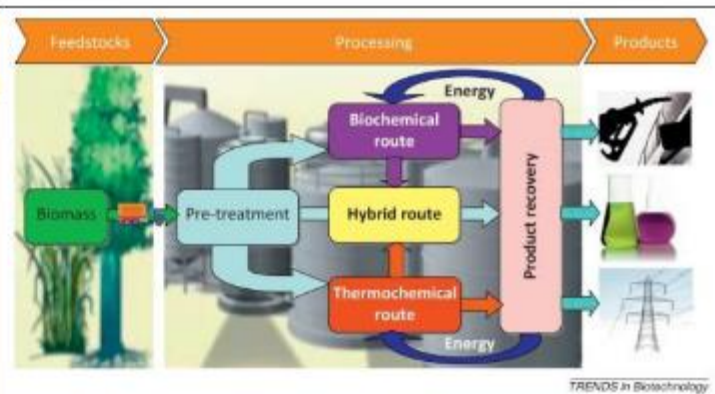 Feedstocks
Processing
Products
Energy
Biochemical
route
Biomass
Pre-treatment
Hybrid route
Product recovery
Thermochemical
route
Energy
TRENDS in Biotechnology